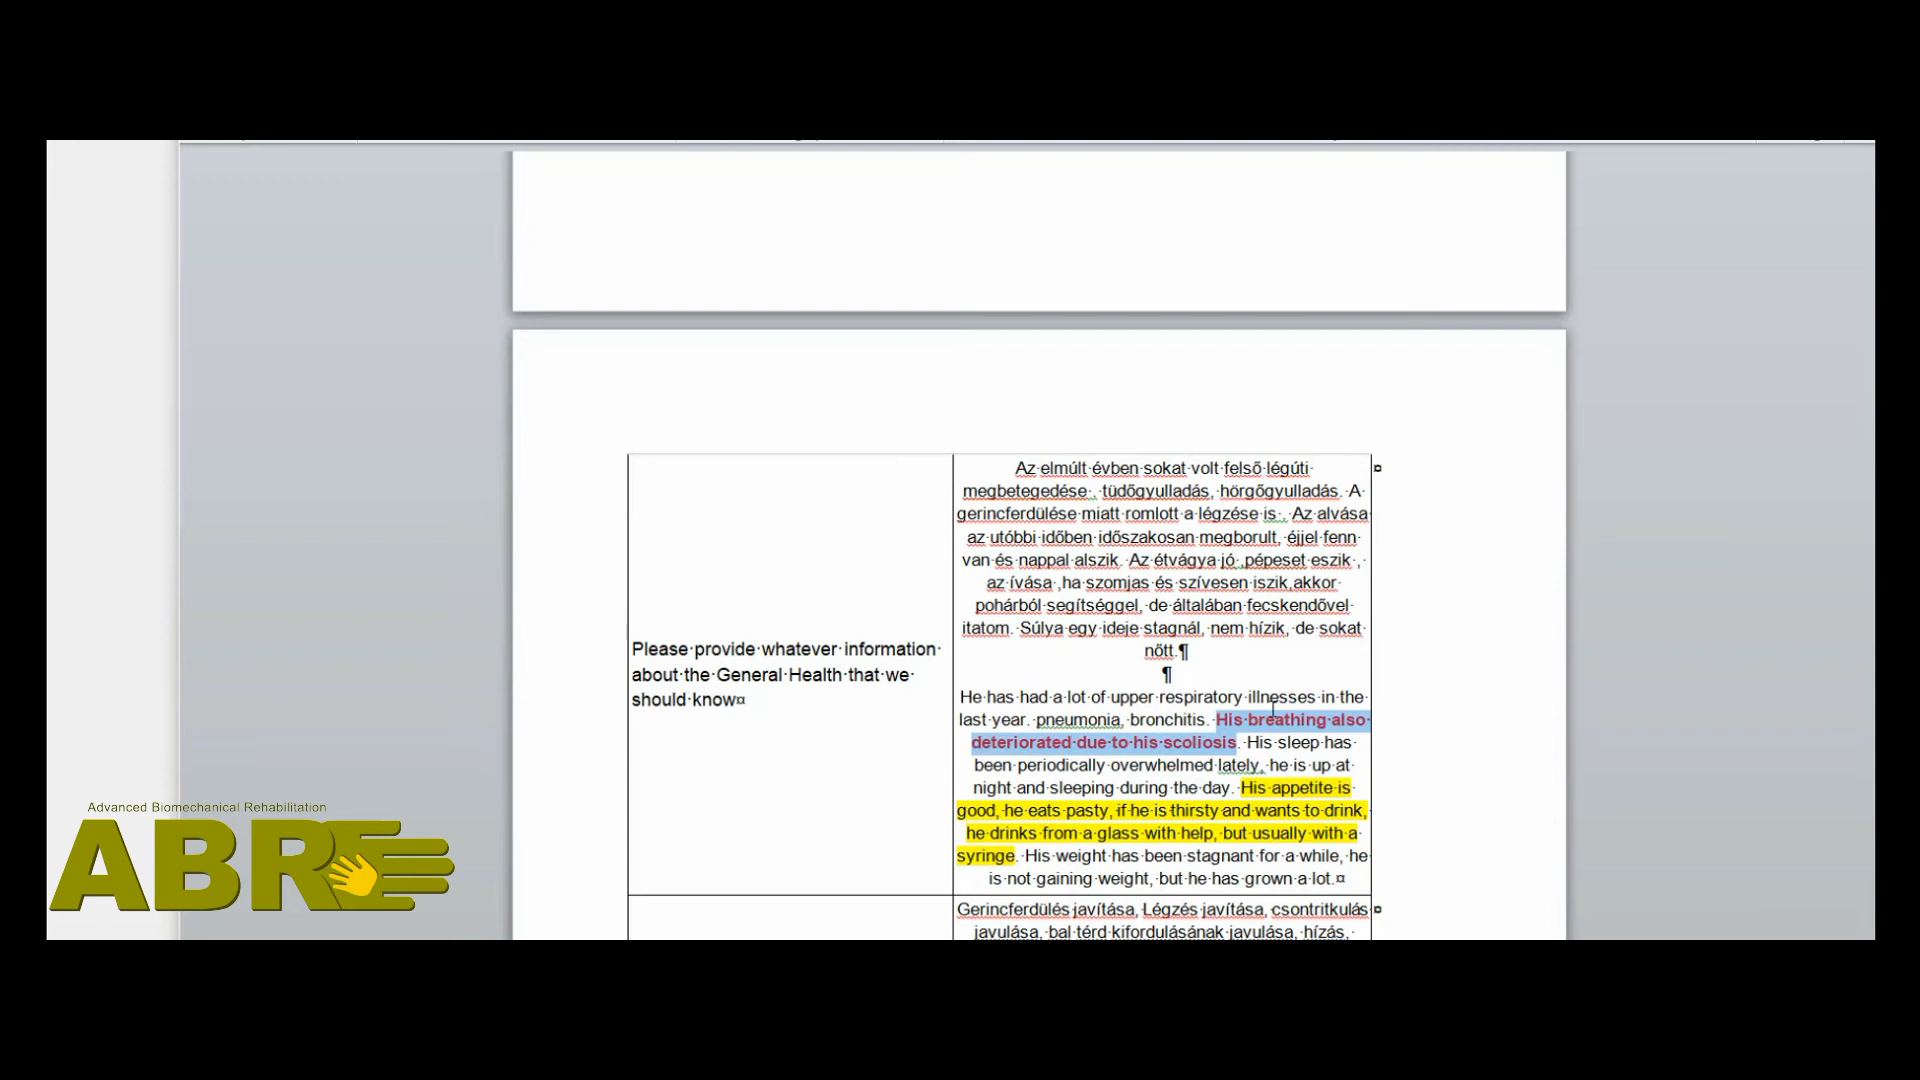 Az elmúlt évben sokat volt felső légúti
megbetegedése , tüdőgyulladás, hörgőgyulladás. A
gerincferdülése miatt romlott a légzése is . Az alvása
az utóbbi időben időszakosan megborult, éjjel fenn
van és nappal alszik. Az étvágya jó ,pépeset eszik ,
az ívása ,ha szomjas és szívesen iszik,akkor
pohárból segítséggel, de általában fecskendővel
itatom. Súlya egy ideje stagnál, nem hízik, de sokat
nőtt.¶
¶
Please provide whatever information
about the General Health that we
should know¤
He has had a lot of upper respiratory illnesses in the
last year. pneumonia, bronchitis. His breathing also
deteriorated due to his scoliosis. His sleep has
been periodically overwhelmed lately, he is up at
night and sleeping during the day. His appetite is
good, he eats pasty, if he is thirsty and wants to drink,
he drinks from a glass with help, but usually with a
syringe. His weight has been stagnant for a while, he
is not gaining weight, but he has grown a lot.¤
Gerincferdülés javítása, Légzés javítása, csontritkulás
javulása, bal térd kifordulásának javulása, hízás,
Advanced Biomechanical Rehabilitation
ABR